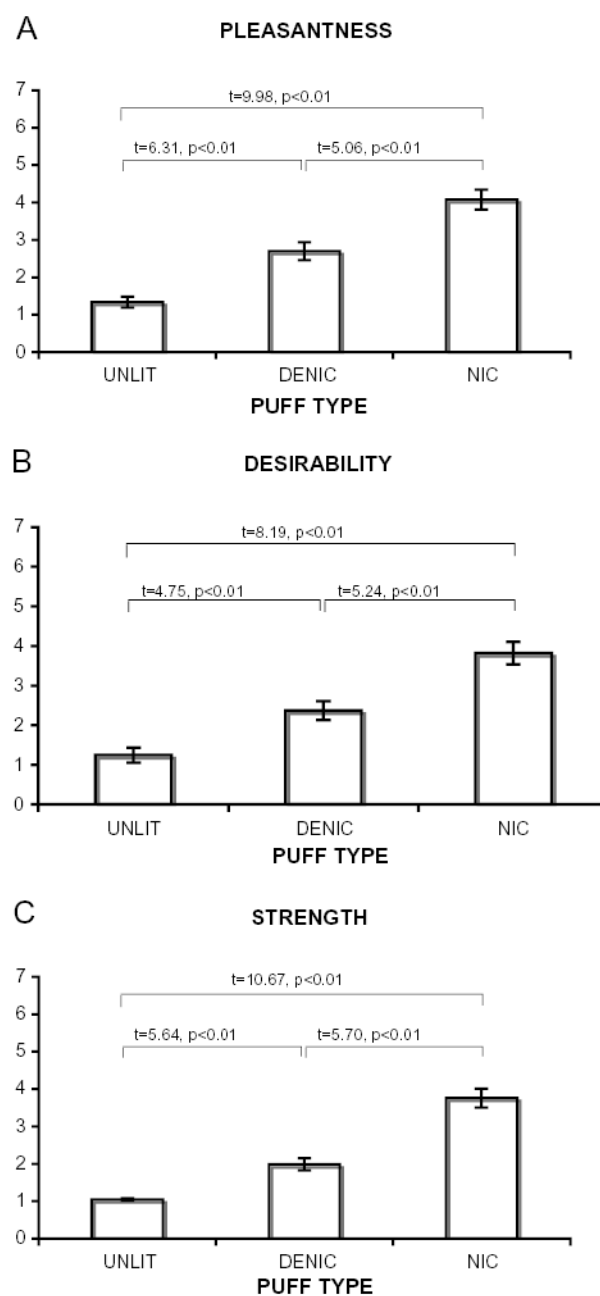 A
PLEASANTNESS
7
t=9.98, p<0.01
6
t=6.31, p<0.01 t=5.06, p<0.01
5
4
3
2
1
0
UNLIT DENIC NIC
PUFF TYPE
B
DESIRABILITY
7
t=8.19, p<0.01
6
t=4.75, p<0.01 t=5.24, p<0.01
5
4
3
2
1
0
UNLIT DENIC NIC
PUFF TYPE
C
STRENGTH
7
t=10.67, p<0.01
6
t=5.64, p<0.01 t=5.70, p<0.01
5
4
3
2
1
0
UNLIT DENIC NIC
PUFF TYPE